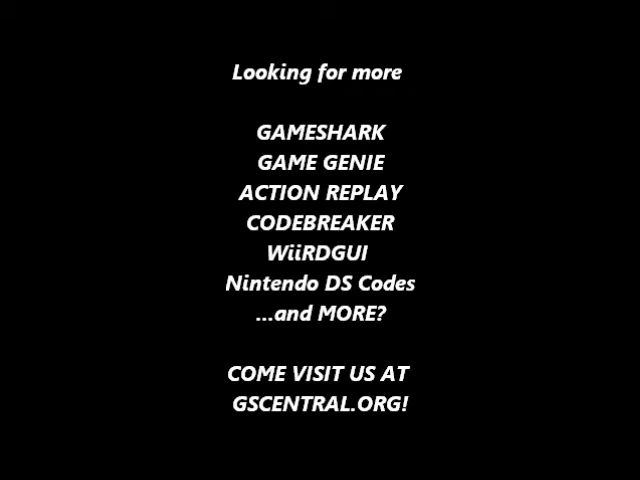 Looking for more
GAMESHARK
GAME GENIE
ACTION REPLAY
CODEBREAKER
WiiRDGUI
Nintendo DS Codes
...and MORE?
COME VISIT US AT
GSCENTRAL.ORG!